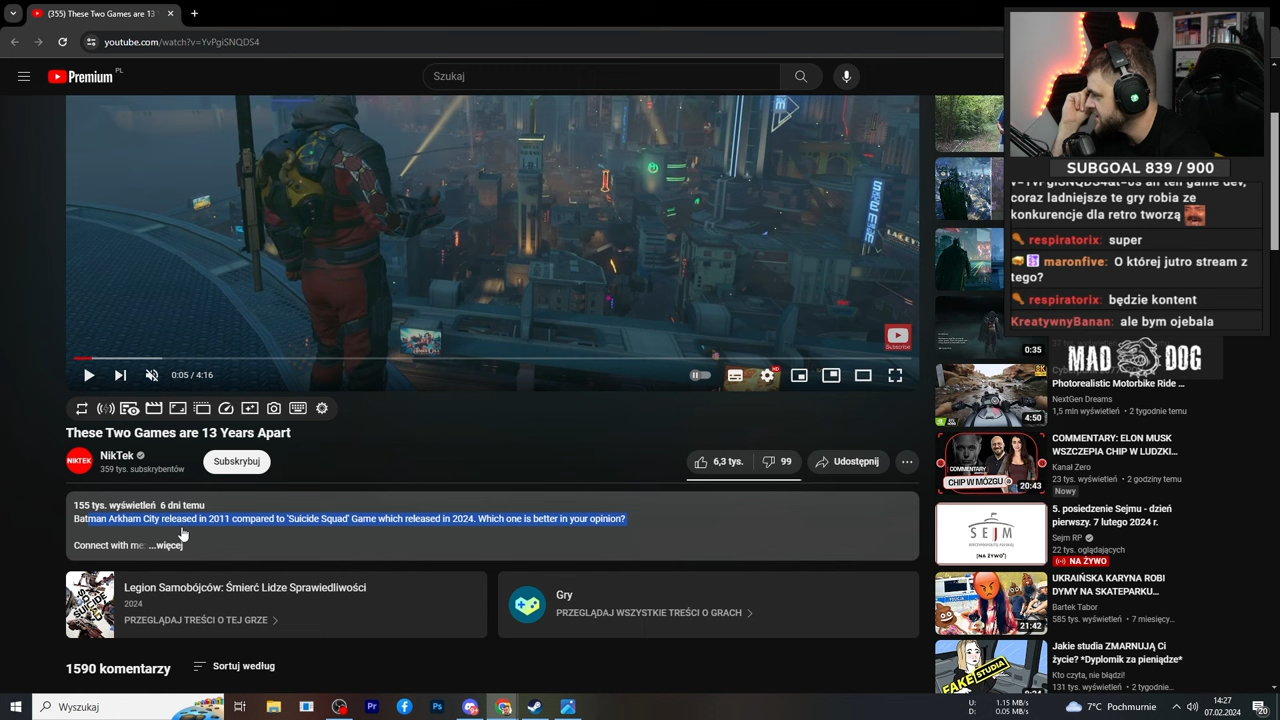 (355) These Two Games are 13
youtube.com/watch?v=YvPgiSNQDS4
Premium PL
Szukaj
Subscribe
0:05 / 4:16
These Two Games are 13 Years Apart
NIKTEK
NikTek
359 tys. subskrybentów
Subskrybuj
6,3 tys.
99
Udostępnij
155 tys. wyświetleń 6 dni temu
Batman Arkham City released in 2011 compared to 'Suicide Squad' Game which released in 2024. Which one is better in your opinion?
Connect with me: ...więcej
Legion Samobójców: Śmierć Li
2024
PRZEGLĄDAJ TREŚCI O TEJ GRZE
Gry
PRZEGLĄDAJ WSZYSTKIE TREŚCI O GRACH
1590 komentarzy
Sortuj według
SUBGOAL 839 / 900
coraz ladniejsze te gry robia ze
konkurencje dla retro tworzą
respiratorix: super
maronfive: O której jutro stream z
tego?
respiratorix: będzie kontent
KreatywnyBanan: ale bym ojebala
MAD DOG
0:35
8K
Photorealistic Motorbike Ride ...
NextGen Dreams
1,5 mln wyświetleń • 2 tygodnie temu
4:50
COMMENTARY: ELON MUSK
WSZCZEPIA CHIP W LUDZKI...
Kanał Zero
23 tys. wyświetleń • 2 godziny temu
Nowy
COMMENTARY
CHIP W MÓZGU
20:43
5. posiedzenie Sejmu - dzień
pierwszy. 7 lutego 2024 r.
Sejm RP
22 tys. oglądających
NA ŻYWO
SEJM
[NA ŻYWO]
UKRAIŃSKA KARYNA ROBI
DYMY NA SKATEPARKU...
Bartek Tabor
585 tys. wyświetleń • 7 miesięcy...
21:42
Jakie studia ZMARNUJĄ Ci
życie? *Dyplomik za pieniądze*
Kto czyta, nie błądzi!
131 tys. wyświetleń • 2 tygodnie...
FAKE STUDIA
Wyszukaj
U: 1.15 MB/s
D: 0.05 MB/s
7°C Pochmurnie
14:27
07.02.2024
20